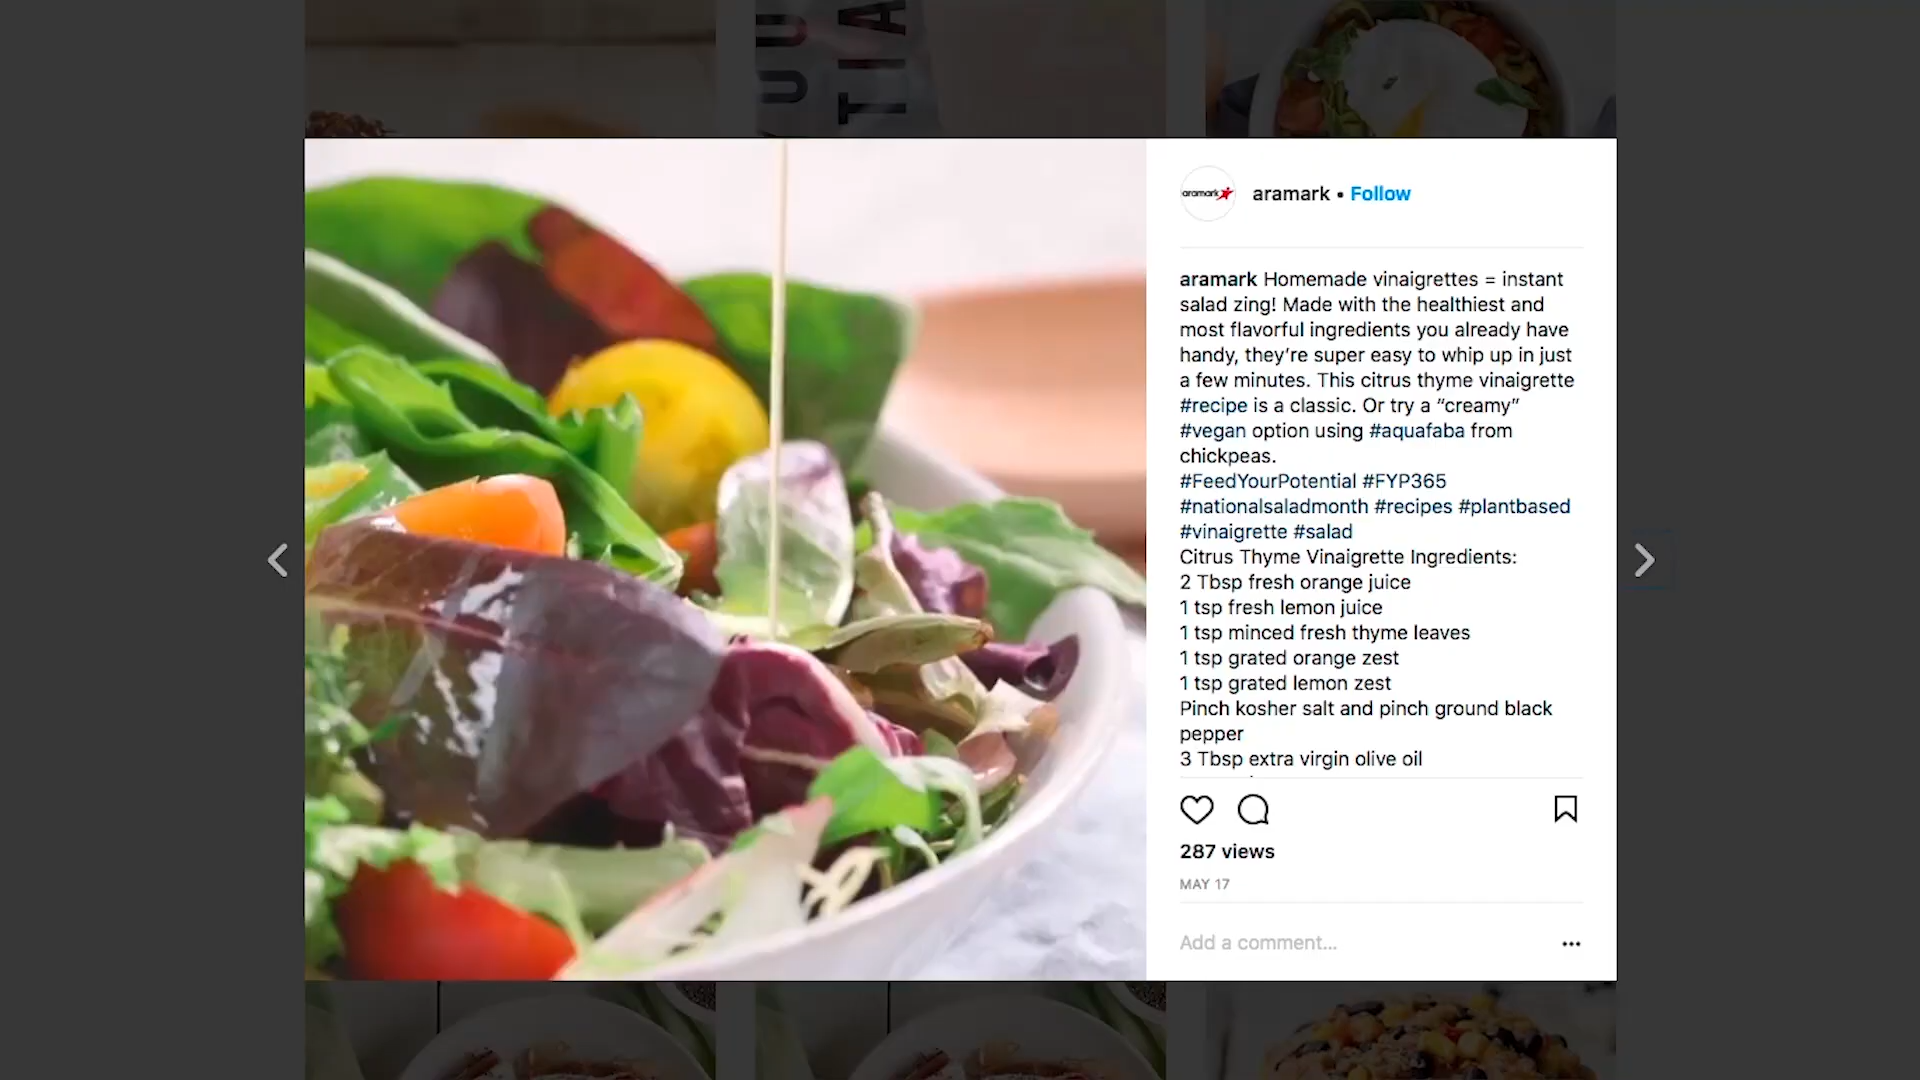 UU
TIA
aramark
aramark • Follow
aramark Homemade vinaigrettes = instant
salad zing! Made with the healthiest and
most flavorful ingredients you already have
handy, they’re super easy to whip up in just
a few minutes. This citrus thyme vinaigrette
#recipe is a classic. Or try a “creamy”
#vegan option using #aquafaba from
chickpeas.
#FeedYourPotential #FYP365
#nationalsaladmonth #recipes #plantbased
#vinaigrette #salad
Citrus Thyme Vinaigrette Ingredients:
2 Tbsp fresh orange juice
1 tsp fresh lemon juice
1 tsp minced fresh thyme leaves
1 tsp grated orange zest
1 tsp grated lemon zest
Pinch kosher salt and pinch ground black
pepper
3 Tbsp extra virgin olive oil
287 views
MAY 17
Add a comment...